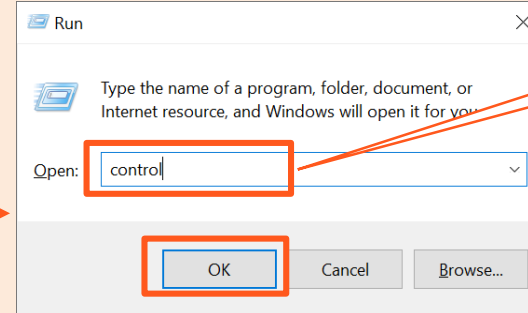 Run
Type the name of a program, folder, document, or
Internet resource, and Windows will open it for you.
Open: control
OK Cancel Browse...